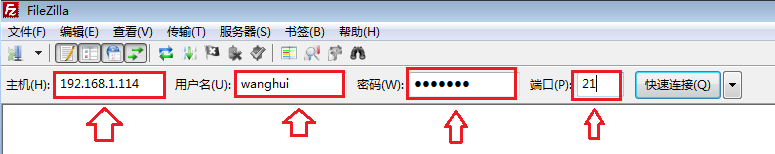 FileZilla
文件(F) 编辑(E) 查看(V) 传输(T) 服务器(S) 书签(B) 帮助(H)
主机(H): 192.168.1.114 用户名(U): wanghui 密码(W): ●●●●●●● 端口(P): 21 快速连接(Q)